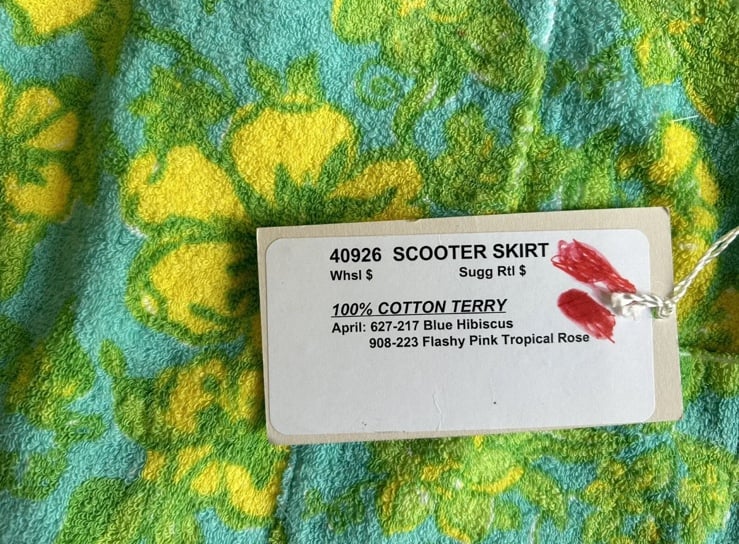 40926 SCOOTER SKIRT
Whsl $ Sugg Rtl $
100% COTTON TERRY
April: 627-217 Blue Hibiscus
908-223 Flashy Pink Tropical Rose